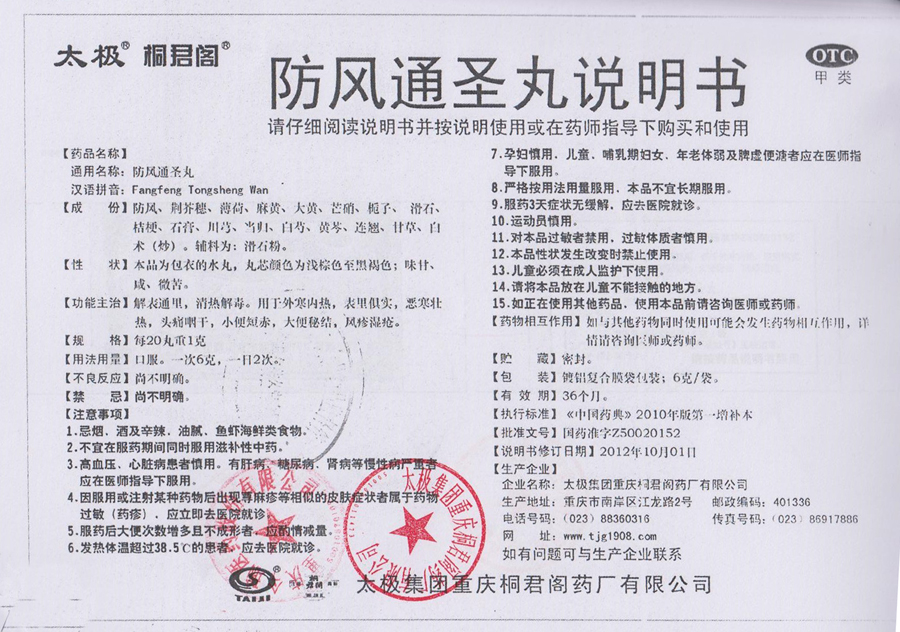 太极® 桐君阁®
OTC
甲类
防风通圣丸说明书
请仔细阅读说明书并按说明使用或在药师指导下购买和使用
【药品名称】
通用名称：防风通圣丸
汉语拼音：Fangfeng Tongsheng Wan
【成　　份】防风、荆芥穗、薄荷、麻黄、大黄、芒硝、栀子、滑石、
桔梗、石膏、川芎、当归、白芍、黄芩、连翘、甘草、白
术（炒）。辅料为：滑石粉。
【性　　状】本品为包衣的水丸，丸芯颜色为浅棕色至黑褐色；味甘、
咸、微苦。
【功能主治】解表通里，清热解毒。用于外寒内热，表里俱实，恶寒壮
热，头痛咽干，小便短赤，大便秘结，风疹湿疮。
【规　　格】每20丸重1克
【用法用量】口服。一次6克，一日2次。
【不良反应】尚不明确。
【禁　　忌】尚不明确。
【注意事项】
1.忌烟、酒及辛辣、油腻、鱼虾海鲜类食物。
2.不宜在服药期间同时服用滋补性中药。
3.高血压、心脏病患者慎用。有肝病、糖尿病、肾病等慢性病严重者
应在医师指导下服用。
4.因服用或注射某种药物后出现荨麻疹等相似的皮肤症状者属于药物
过敏（药疹），应立即去医院就诊。
5.服药后大便次数增多且不成形者，应酌情减量。
6.发热体温超过38.5℃的患者，应去医院就诊。
7.孕妇慎用，儿童、哺乳期妇女、年老体弱及脾虚便溏者应在医师指
导下服用。
8.严格按用法用量服用，本品不宜长期服用。
9.服药3天症状无缓解，应去医院就诊。
10.运动员慎用。
11.对本品过敏者禁用，过敏体质者慎用。
12.本品性状发生改变时禁止使用。
13.儿童必须在成人监护下使用。
14.请将本品放在儿童不能接触的地方。
15.如正在使用其他药品，使用本品前请咨询医师或药师。
【药物相互作用】如与其他药物同时使用可能会发生药物相互作用，详
情请咨询医师或药师。
【贮　　藏】密封。
【包　　装】镀铝复合膜袋包装；6克/袋。
【有 效 期】36个月。
【执行标准】《中国药典》2010年版第一增补本
【批准文号】国药准字Z50020152
【说明书修订日期】2012年10月01日
【生产企业】
企业名称：太极集团重庆桐君阁药厂有限公司
生产地址：重庆市南岸区江龙路2号　邮政编码：401336
电话号码：（023）88360316　传真号码：（023）86917886
网　　址：www.tjg1908.com
如有问题可与生产企业联系
太极集团重庆桐君阁药厂有限公司
TAIJI
太极集团重庆桐君阁药厂有限公司